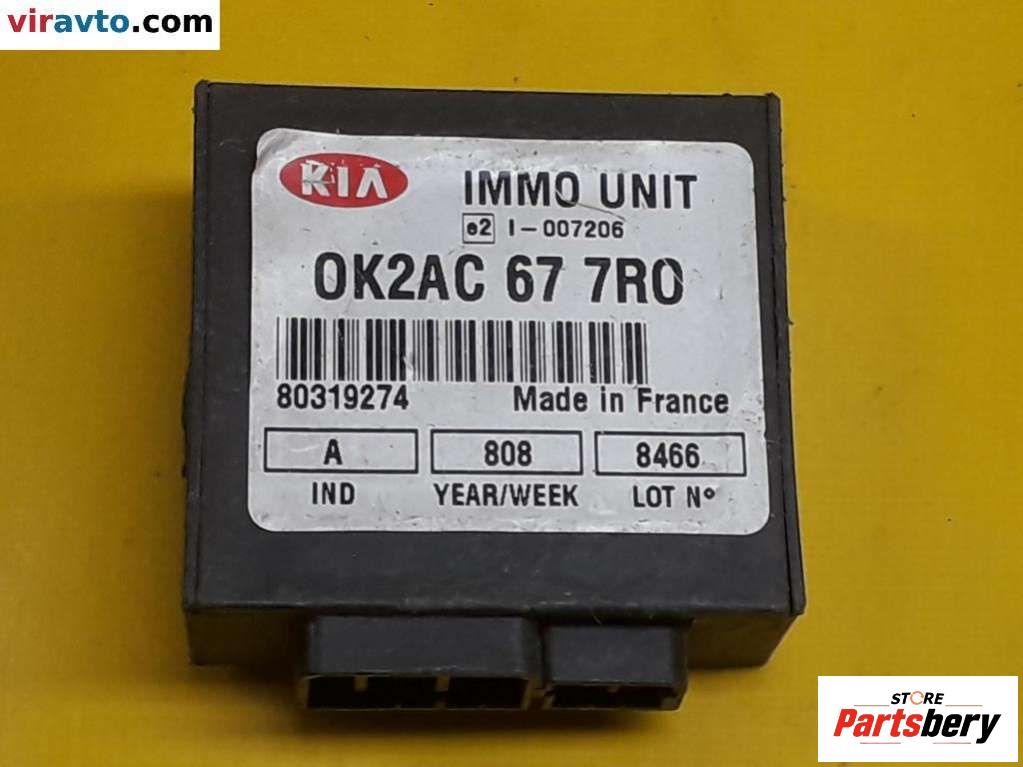 viravto.com
KIA IMMO UNIT
e2 I-007206
OK2AC 67 7RO
80319274 Made in France
A 808 8466
IND YEAR/WEEK LOT Nº
STORE
Partsbery